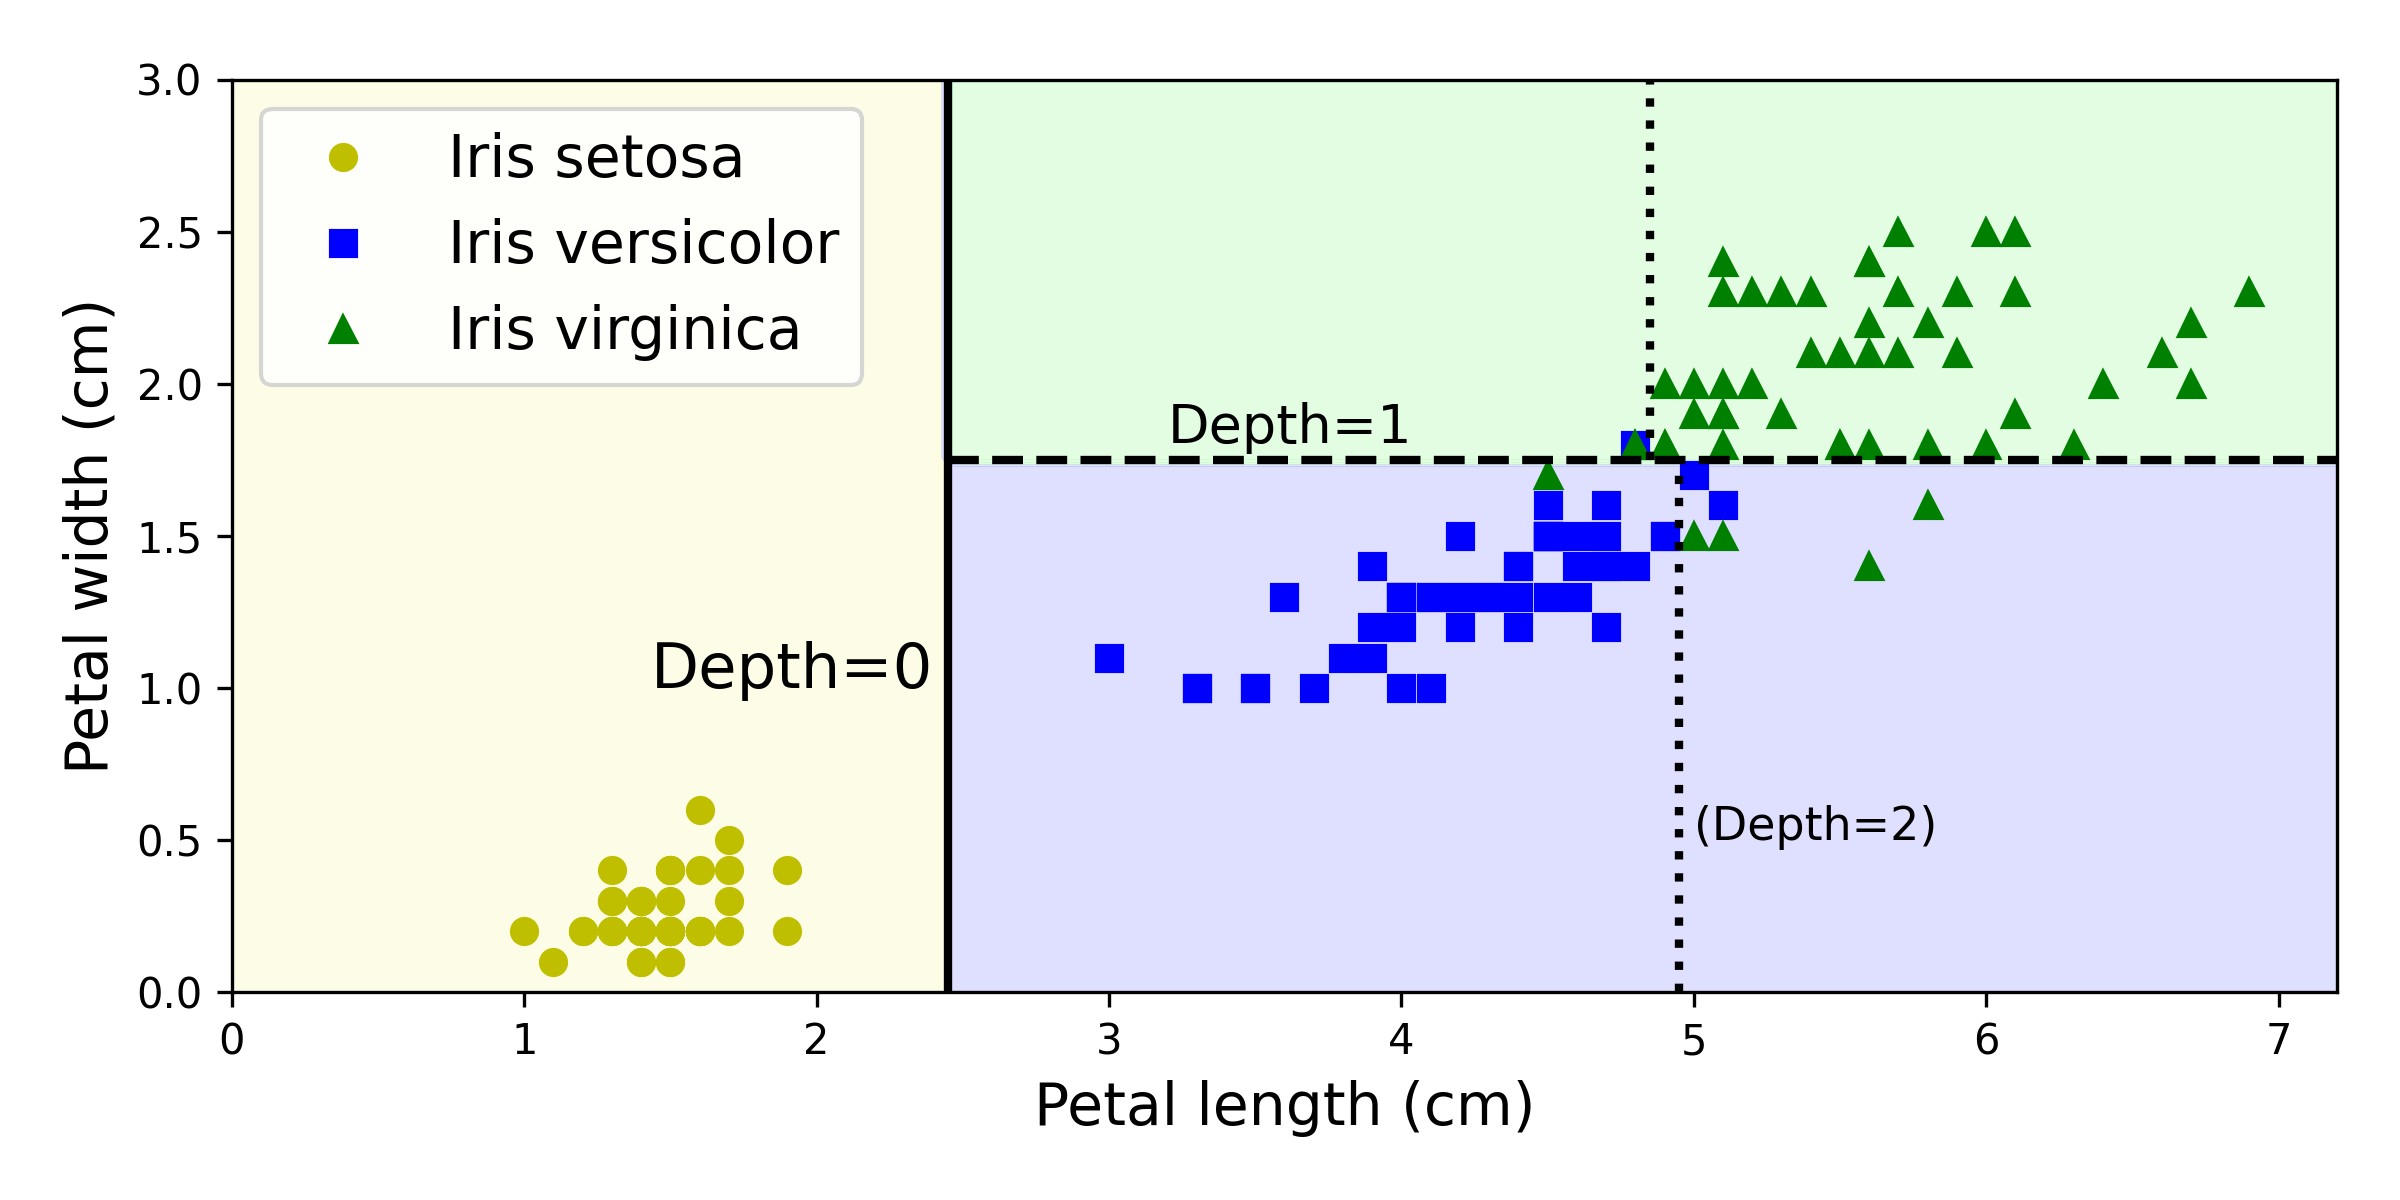 3.0
2.5
2.0
1.5
1.0
0.5
0.0
Petal width (cm)
Iris setosa
Iris versicolor
Iris virginica
Depth=1
Depth=0
(Depth=2)
0 1 2 3 4 5 6 7
Petal length (cm)